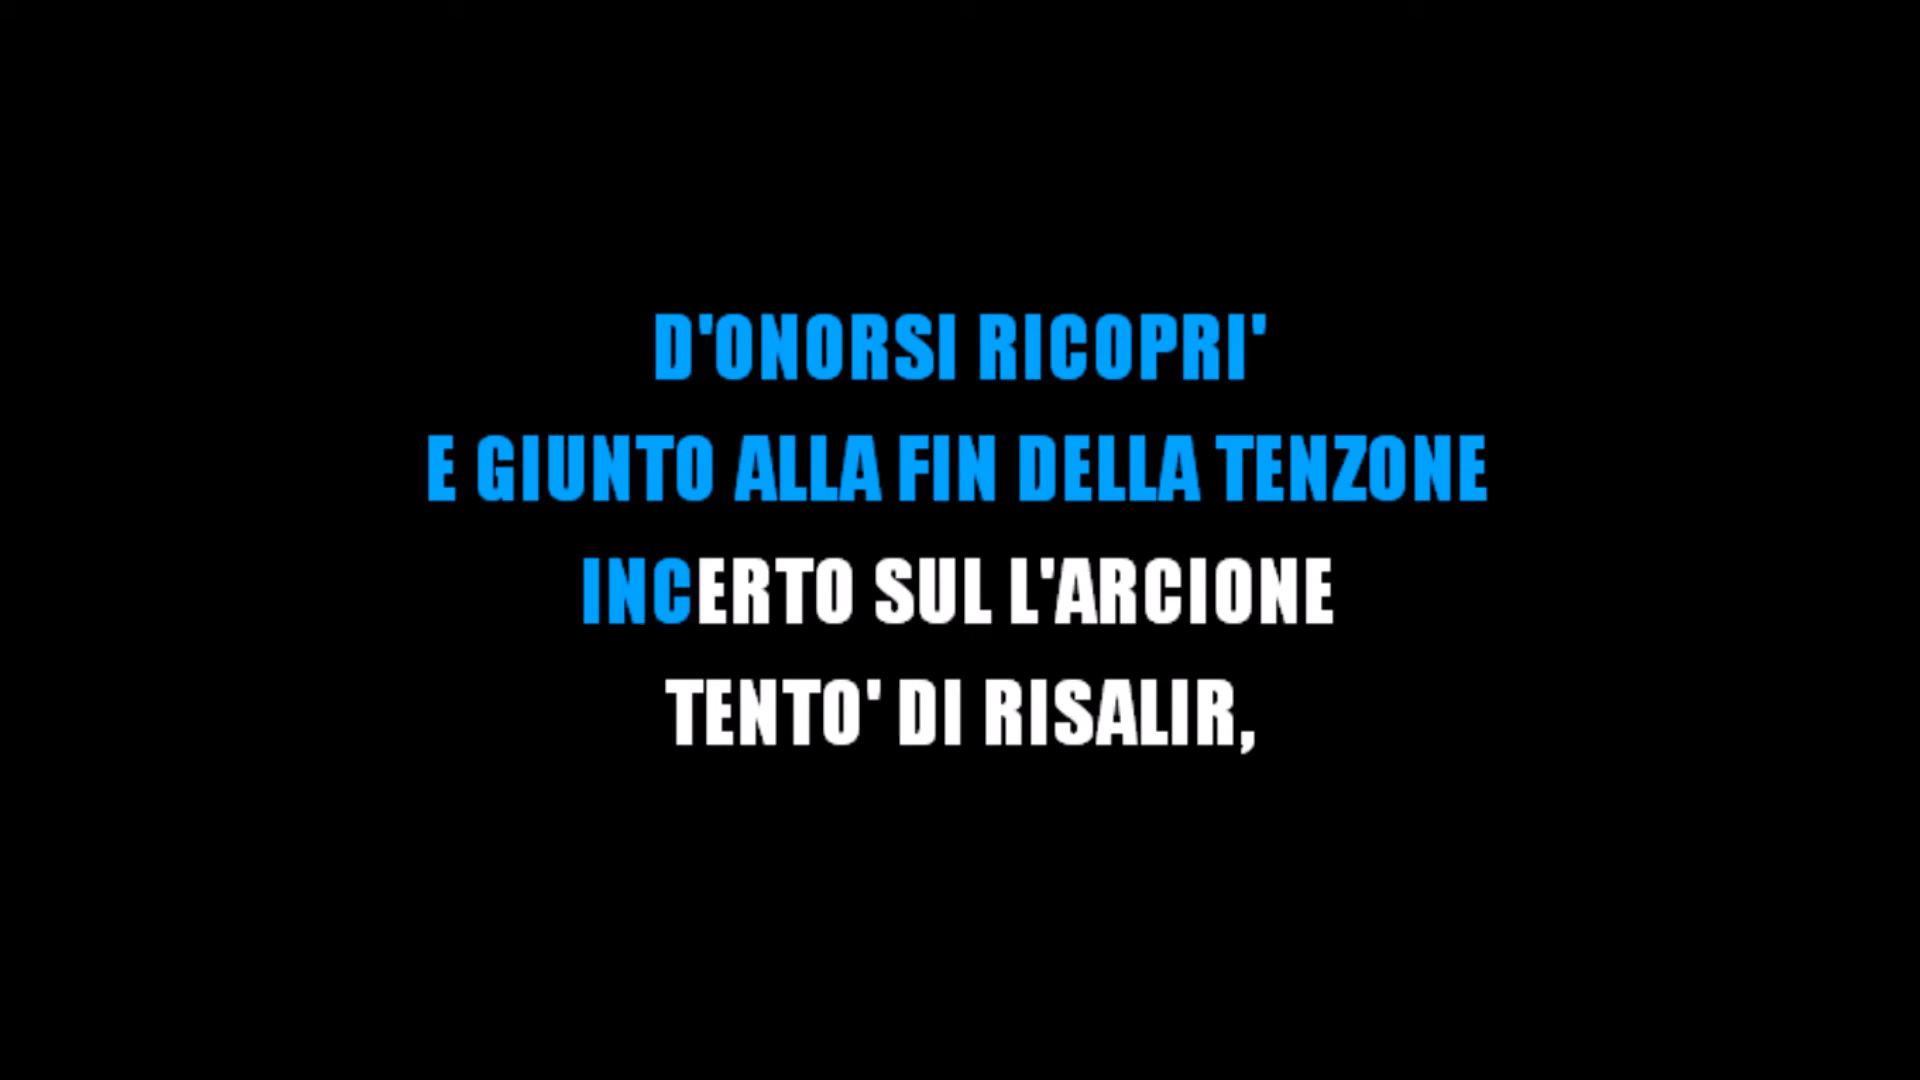 D'ONORSI RICOPRI'
E GIUNTO ALLA FIN DELLA TENZONE
INCERTO SUL L'ARCIONE
TENTO' DI RISALIR,